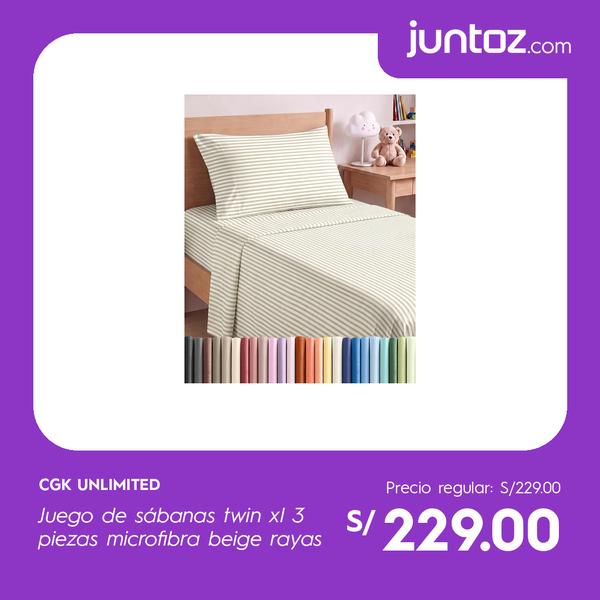 juntoz.com
CGK UNLIMITED
Juego de sábanas twin xl 3
piezas microfibra beige rayas
Precio regular: S/229.00
S/229.00